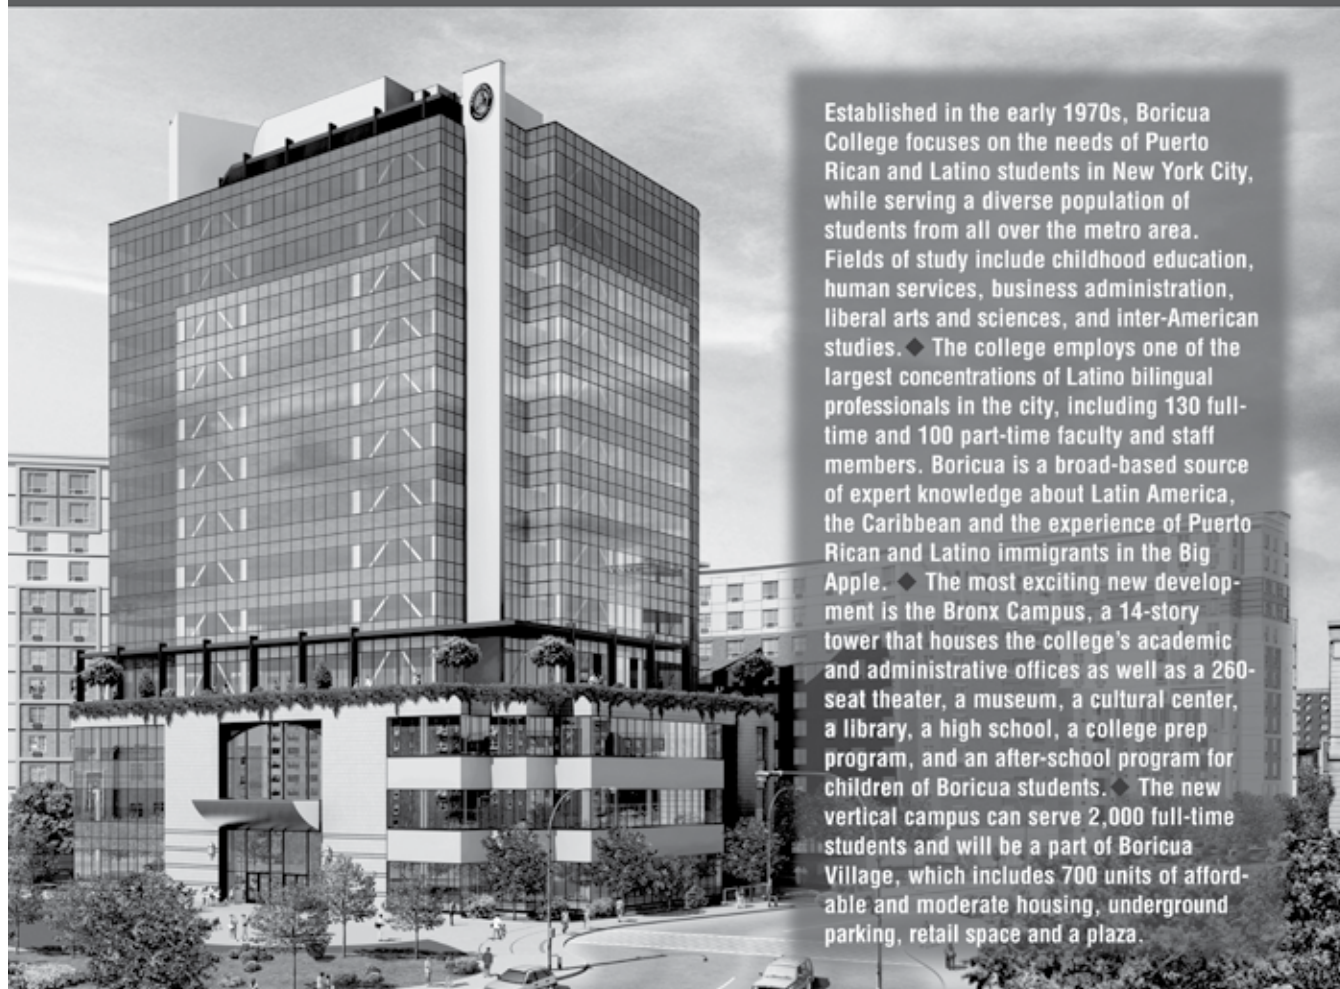 Established in the early 1970s, Boricua
College focuses on the needs of Puerto
Rican and Latino students in New York City,
while serving a diverse population of
students from all over the metro area.
Fields of study include childhood education,
human services, business administration,
liberal arts and sciences, and inter-American
studies.◆ The college employs one of the
largest concentrations of Latino bilingual
professionals in the city, including 130 full-
time and 100 part-time faculty and staff
members. Boricua is a broad-based source
of expert knowledge about Latin America,
the Caribbean and the experience of Puerto
Rican and Latino immigrants in the Big
Apple. ◆ The most exciting new develop-
ment is the Bronx Campus, a 14-story
tower that houses the college's academic
and administrative offices as well as a 260-
seat theater, a museum, a cultural center,
a library, a high school, a college prep
program, and an after-school program for
children of Boricua students.◆ The new
vertical campus can serve 2,000 full-time
students and will be a part of Boricua
Village, which includes 700 units of afford-
able and moderate housing, underground
parking, retail space and a plaza.